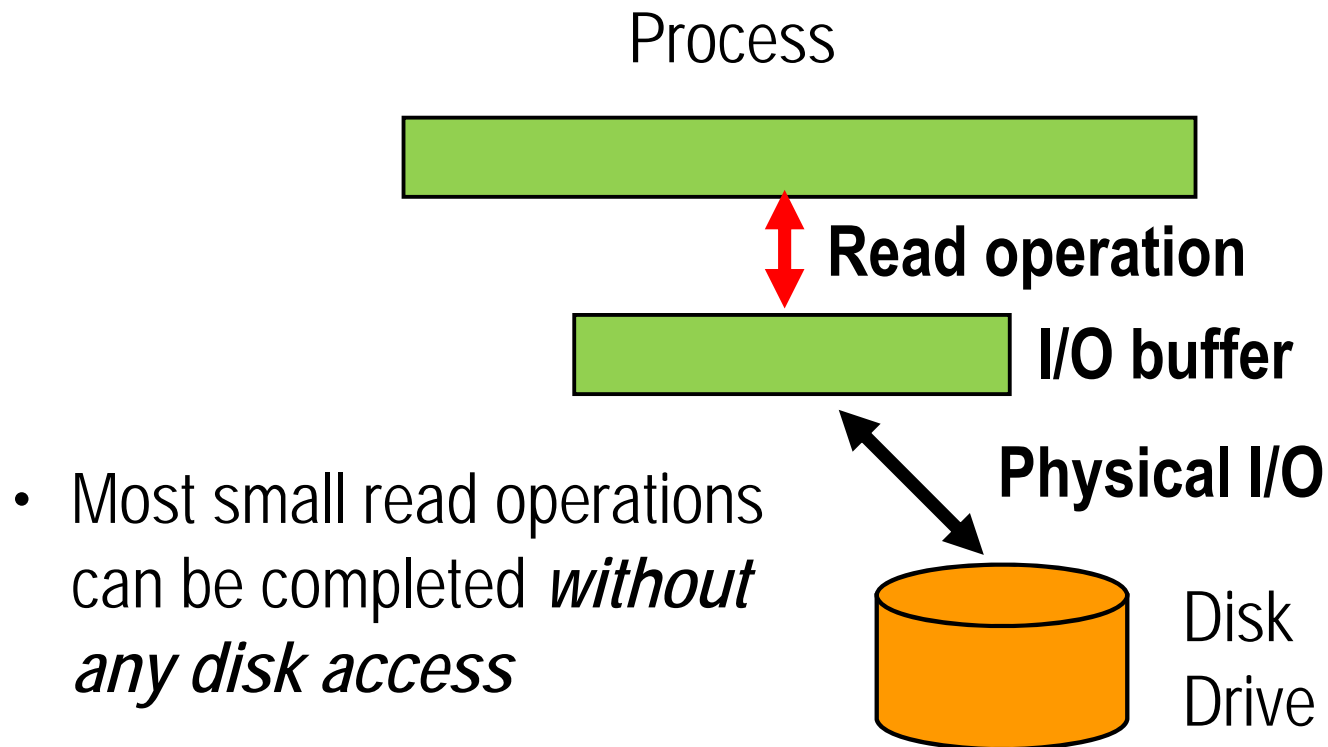 Process
Read operation
I/O buffer
Physical I/O
• Most small read operations
can be completed without
any disk access
Disk
Drive